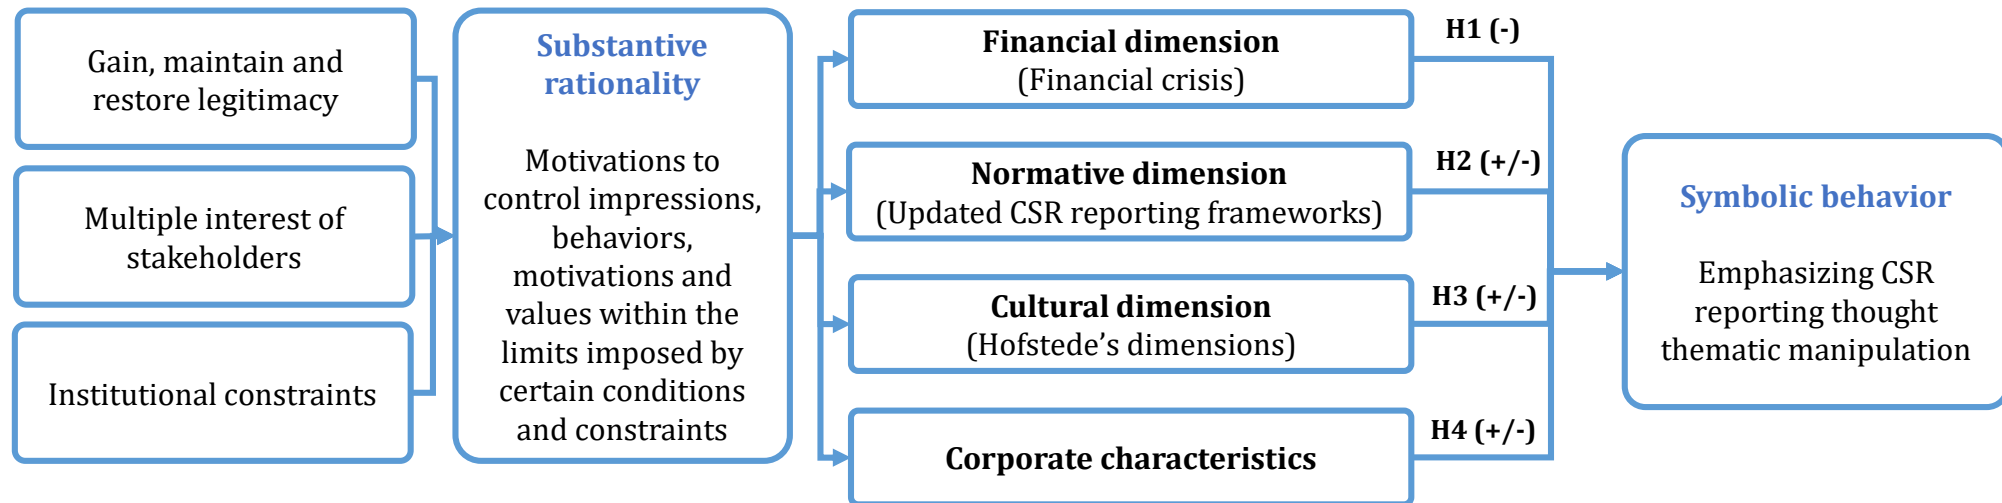 Gain, maintain and
restore legitimacy
Multiple interest of
stakeholders
Institutional constraints
Substantive
rationality
Motivations to
control impressions,
behaviors,
motivations and
values within the
limits imposed by
certain conditions
and constraints
Financial dimension
(Financial crisis)
Normative dimension
(Updated CSR reporting frameworks)
Cultural dimension
(Hofstede’s dimensions)
Corporate characteristics
H1 (-)
H2 (+/-)
H3 (+/-)
H4 (+/-)
Symbolic behavior
Emphasizing CSR
reporting thought
thematic manipulation